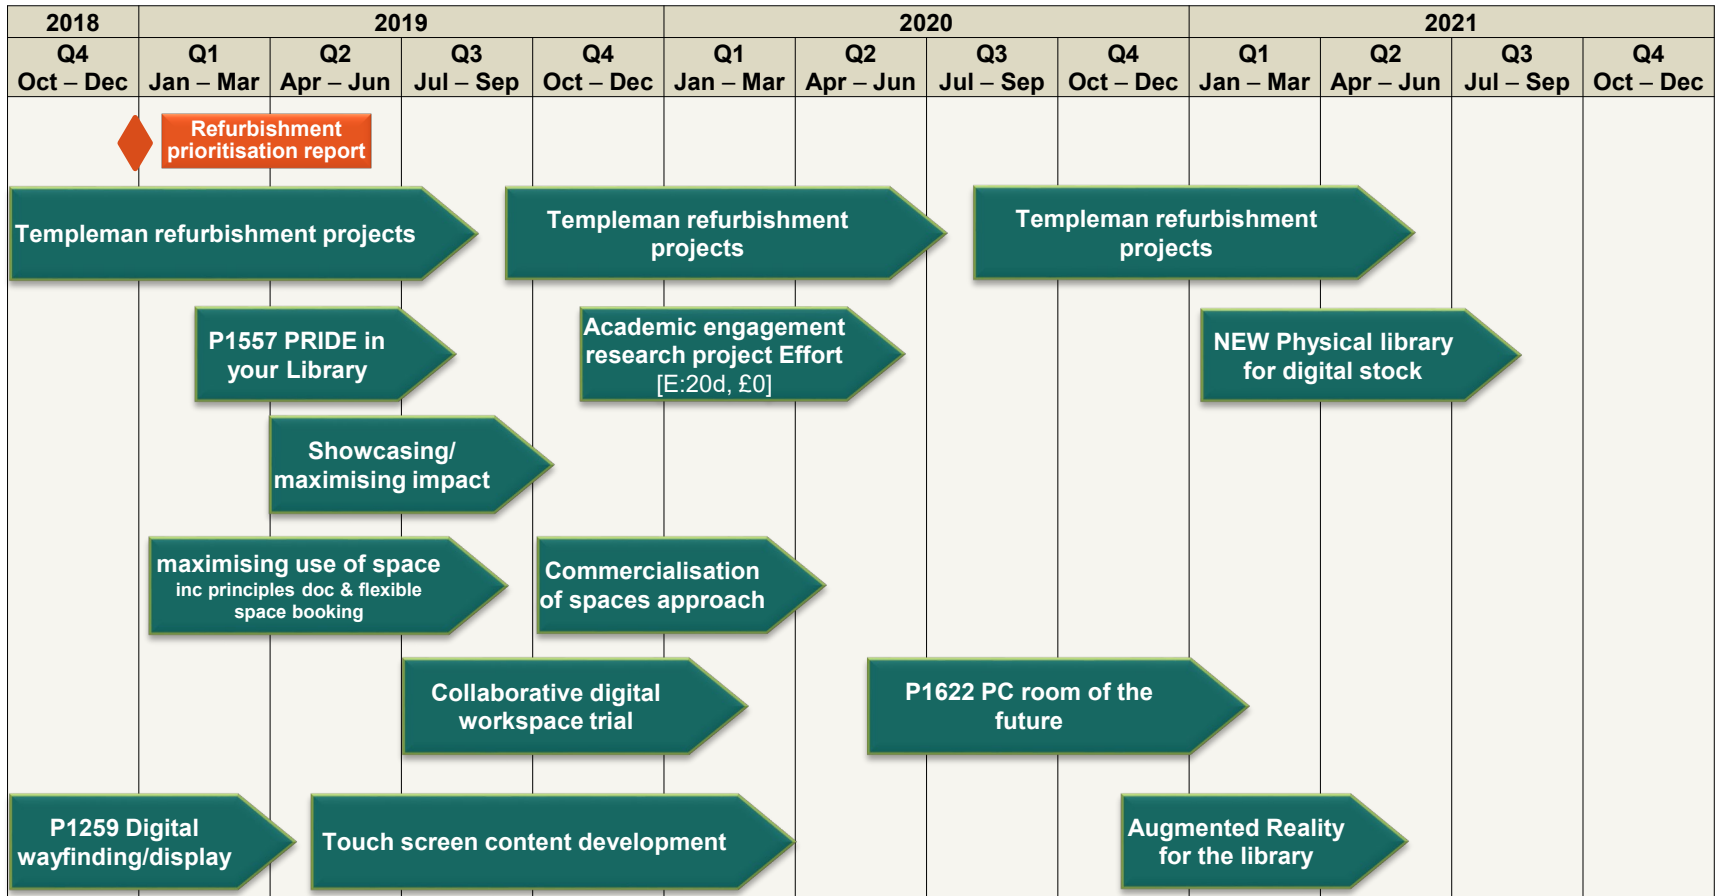 2018 2019 2020 2021
Q4 Q1 Q2 Q3 Q4 Q1 Q2 Q3 Q4 Q1 Q2 Q3 Q4
Oct – Dec Jan – Mar Apr – Jun Jul – Sep Oct – Dec Jan – Mar Apr – Jun Jul – Sep Oct – Dec Jan – Mar Apr – Jun Jul – Sep Oct – Dec
Refurbishment
prioritisation report
Templeman refurbishment projects
Templeman refurbishment
projects
Templeman refurbishment
projects
P1557 PRIDE in
your Library
Academic engagement
research project Effort
[E:20d, £0]
NEW Physical library
for digital stock
Showcasing/
maximising impact
maximising use of space
inc principles doc & flexible
space booking
Commercialisation
of spaces approach
Collaborative digital
workspace trial
P1622 PC room of the
future
P1259 Digital
wayfinding/display
Touch screen content development
Augmented Reality
for the library